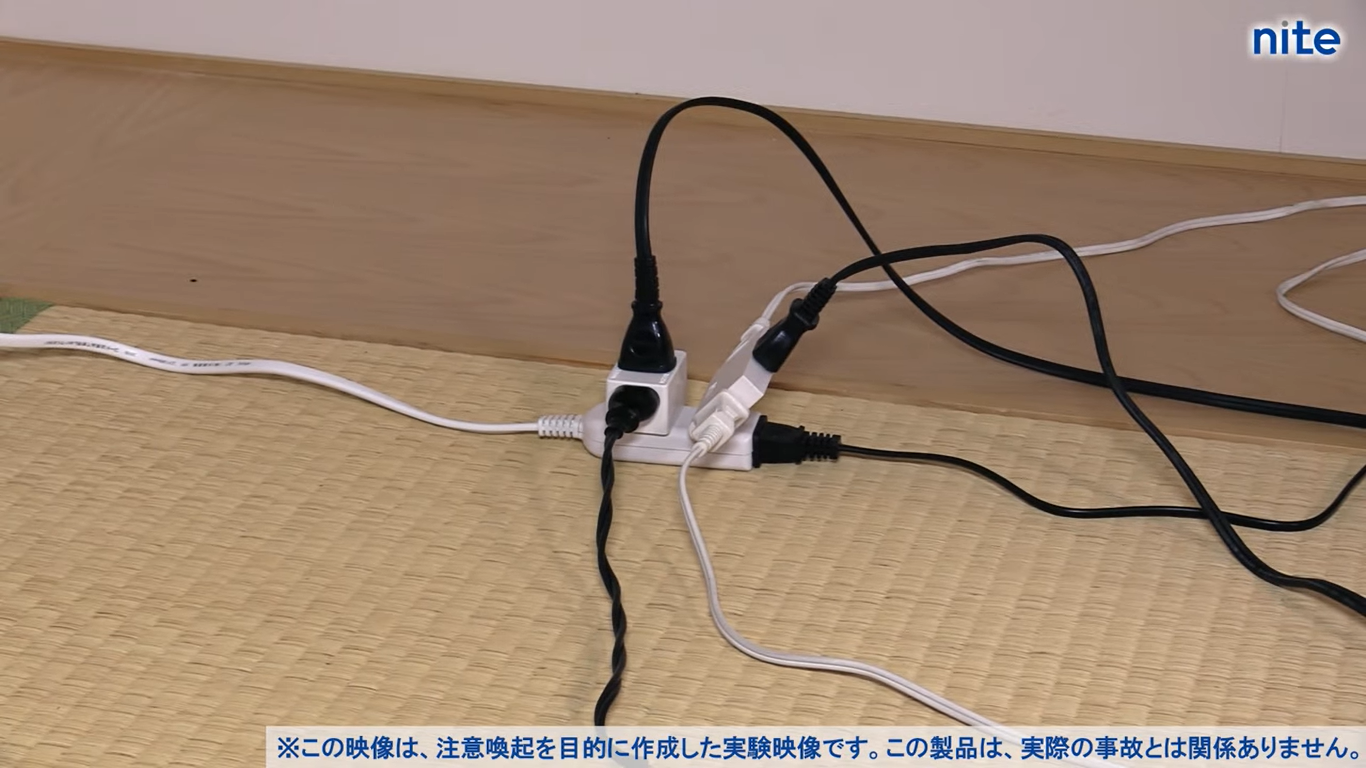 nite
※この映像は、注意喚起を目的に作成した実験映像です。この製品は、実際の事故とは関係ありません。